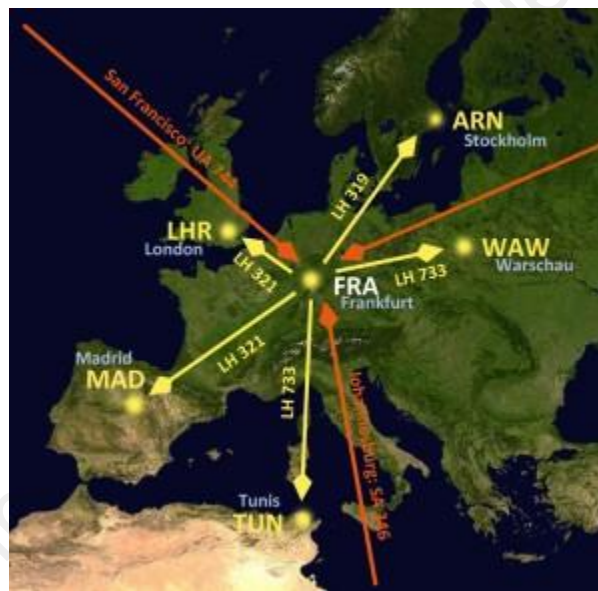 San Francisco: UA 744
ARN
Stockholm
LH 319
LHR
London
LH 321
WAW
Warschau
LH 733
FRA
Frankfurt
Madrid
MAD
LH 321
LH 733
Johannesburg: SA 346
Tunis
TUN